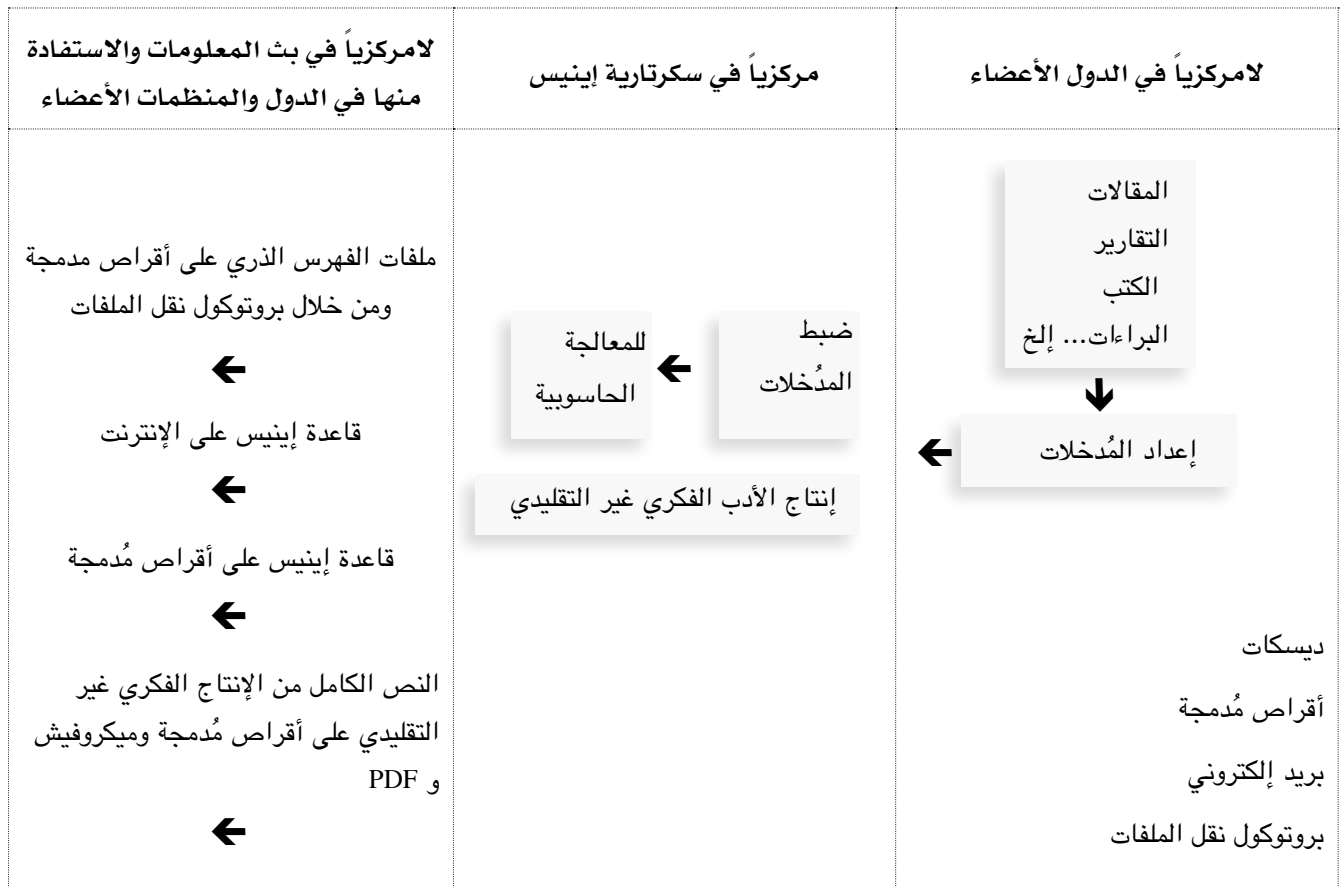 لامركزياً في الدول الأعضاء
مركزياً في سكرتارية إينيس
لامركزياً في بث المعلومات والاستفادة
منها في الدول والمنظمات الأعضاء
المقالات
التقارير
الكتب
البراءات... إلخ
إعداد المُدخلات
ديسكات
أقراص مُدمجة
بريد إلكتروني
بروتوكول نقل الملفات
ضبط
المدُخلات
للمعالجة
الحاسوبية
إنتاج الأدب الفكري غير التقليدي
ملفات الفهرس الذري على أقراص مدمجة
ومن خلال بروتوكول نقل الملفات
قاعدة إينيس على الإنترنت
قاعدة إينيس على أقراص مُدمجة
النص الكامل من الإنتاج الفكري غير
التقليدي على أقراص مُدمجة وميكروفيش
و PDF